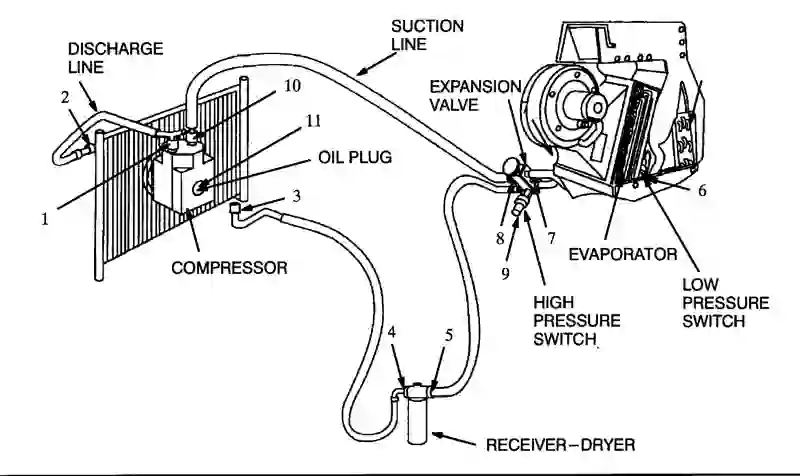 SUCTION
LINE
DISCHARGE
LINE
EXPANSION
VALVE
2
10
11
OIL PLUG
1
3
6
8
7
9
COMPRESSOR
EVAPORATOR
LOW
PRESSURE
SWITCH
HIGH
PRESSURE
SWITCH
4
5
RECEIVER-DRYER